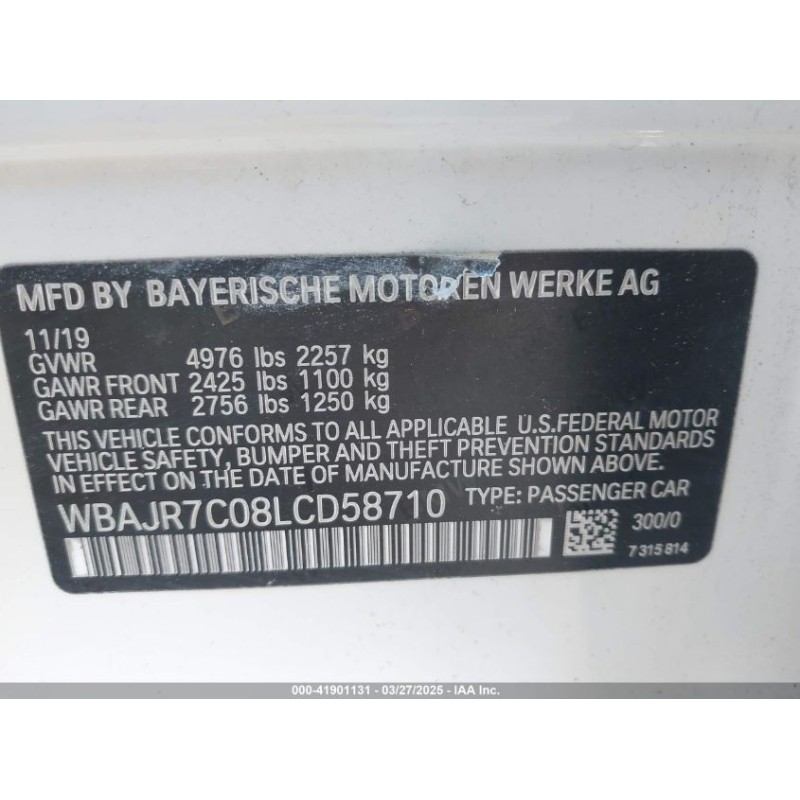 MFD BY BAYERISCHE MOTOREN WERKE AG
11/19
GVWR 4976 lbs 2257 kg
GAWR FRONT 2425 lbs 1100 kg
GAWR REAR 2756 lbs 1250 kg
THIS VEHICLE CONFORMS TO ALL APPLICABLE U.S.FEDERAL MOTOR
VEHICLE SAFETY, BUMPER AND THEFT PREVENTION STANDARDS
IN EFFECT ON THE DATE OF MANUFACTURE SHOWN ABOVE.
WBAJR7C08LCD58710 TYPE: PASSENGER CAR
300/0
7315814
000-41901131 - 03/27/2025 - IAA Inc.